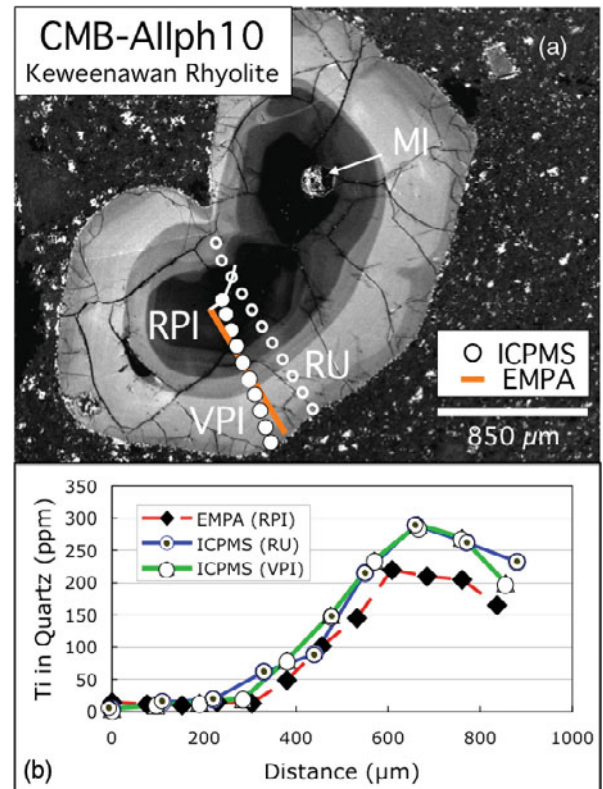 CMB-Allph10
Keweenawan Rhyolite
(a)
MI
RPI
RU
VPI
ICPMS
EMPA
850 µm
350
300
250
200
150
100
50
0
Ti in Quartz (ppm)
EMPA (RPI)
ICPMS (RU)
ICPMS (VPI)
0 200 400 600 800 1000
Distance (µm)
(b)